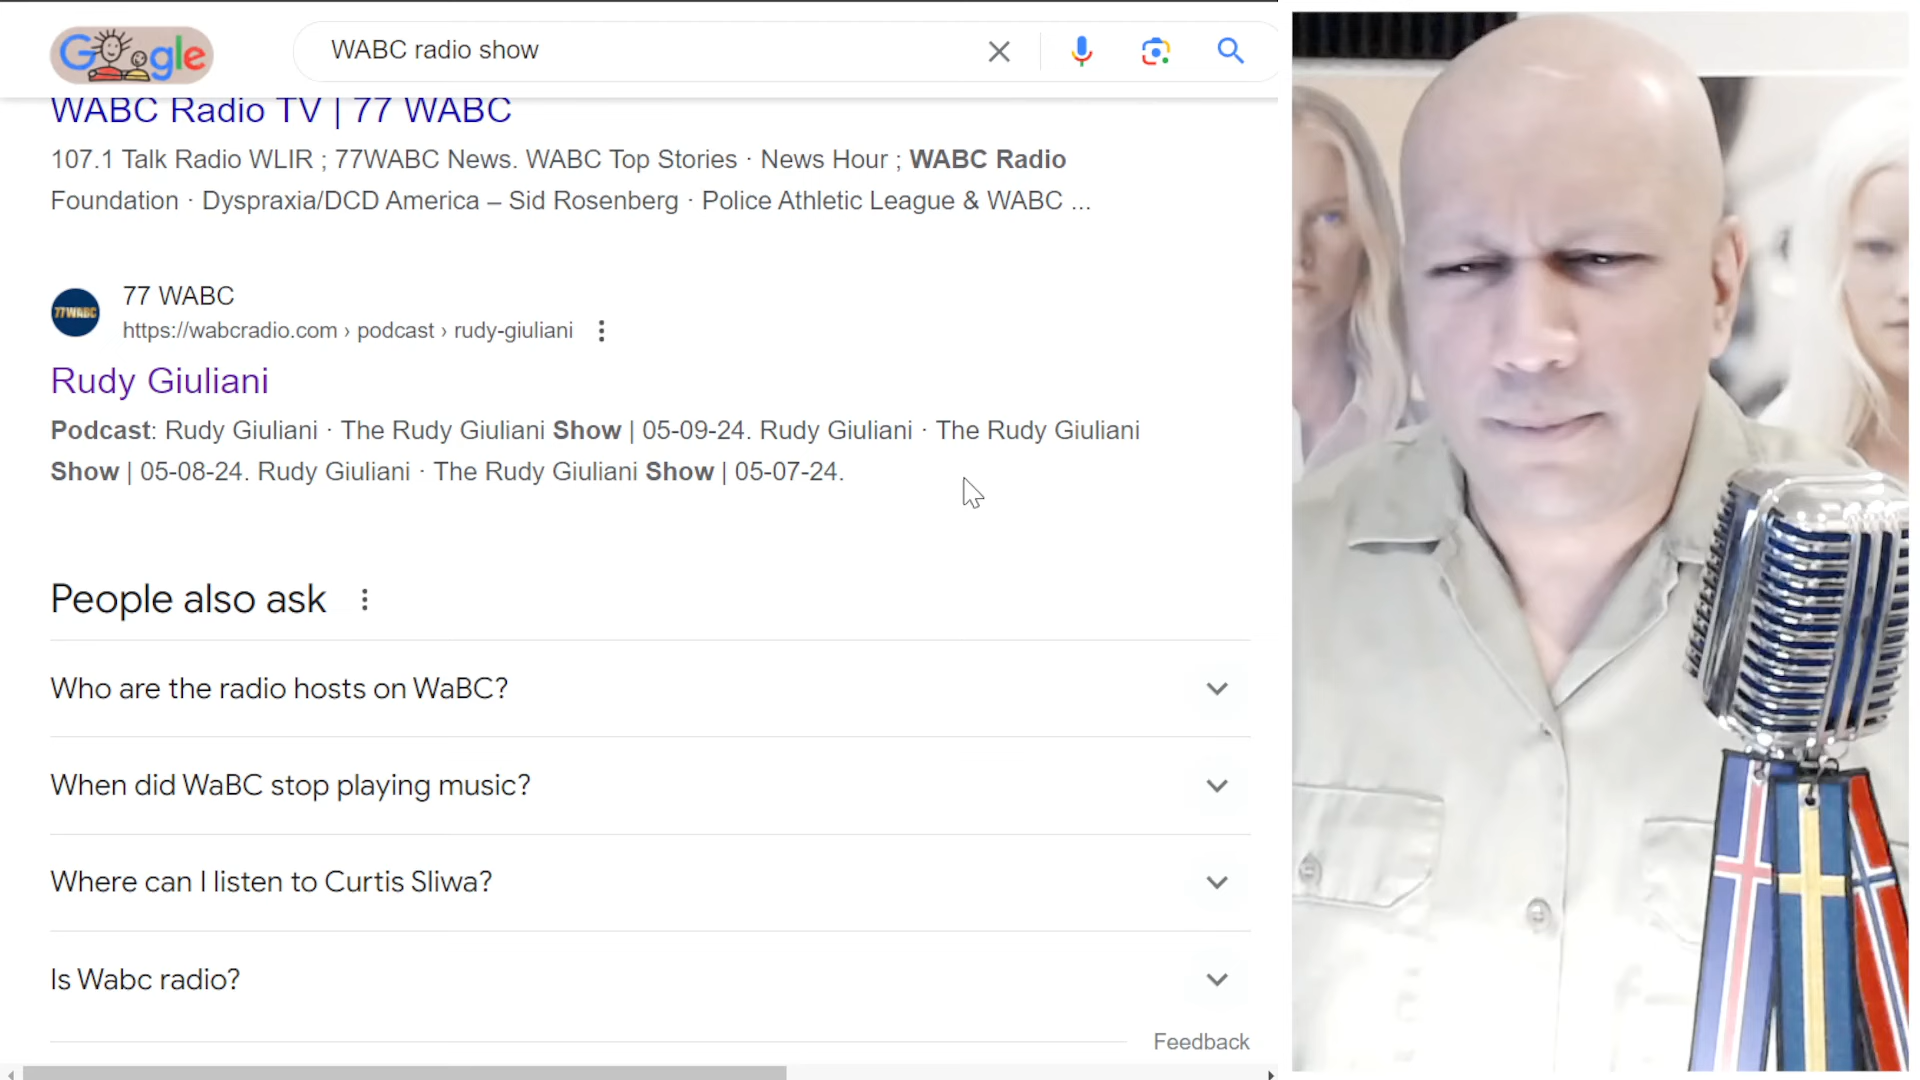 Google
WABC radio show
WABC Radio TV | 77 WABC
107.1 Talk Radio WLIR ; 77WABC News. WABC Top Stories · News Hour ; WABC Radio
Foundation · Dyspraxia/DCD America – Sid Rosenberg · Police Athletic League & WABC ...
77WABC
77 WABC
https://wabcradio.com › podcast › rudy-giuliani
Rudy Giuliani
Podcast: Rudy Giuliani · The Rudy Giuliani Show | 05-09-24. Rudy Giuliani · The Rudy Giuliani
Show | 05-08-24. Rudy Giuliani · The Rudy Giuliani Show | 05-07-24.
People also ask
Who are the radio hosts on WaBC?
When did WaBC stop playing music?
Where can I listen to Curtis Sliwa?
Is Wabc radio?
Feedback